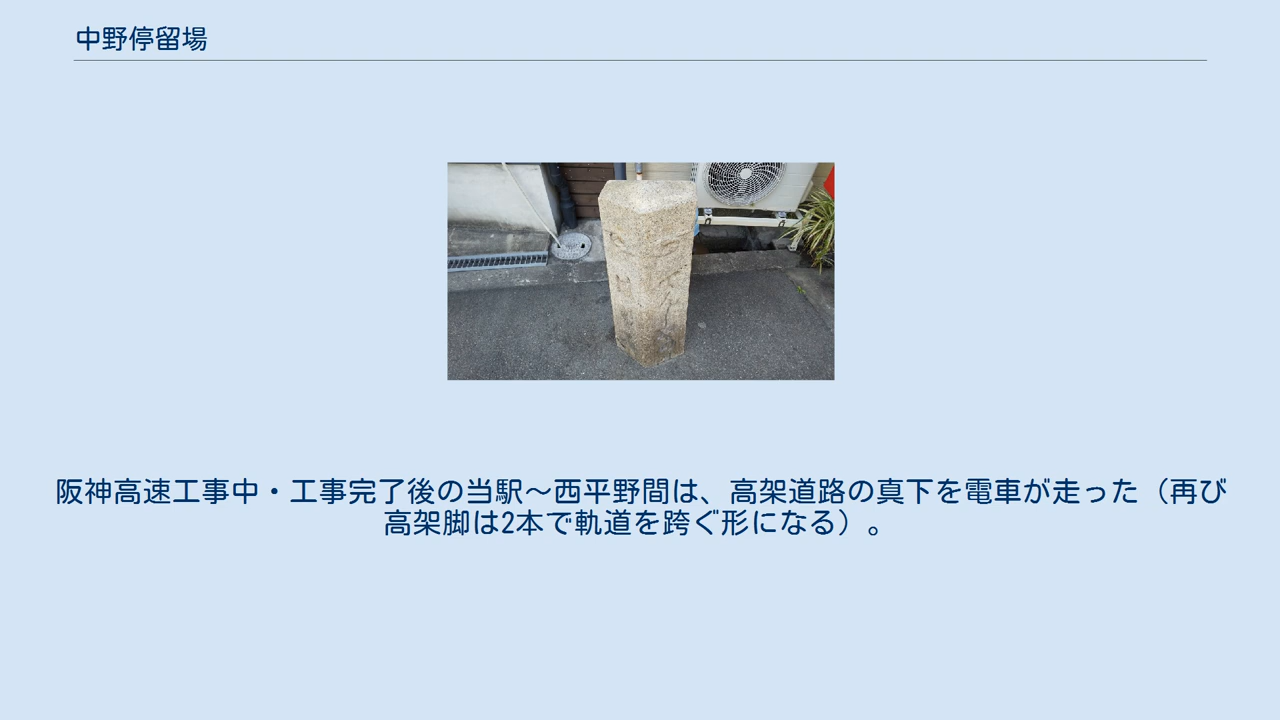 中野停留場
阪神高速工事中・工事完了後の当駅～西平野間は、高架道路の真下を電車が走った（再び
高架脚は2本で軌道を跨ぐ形になる）。